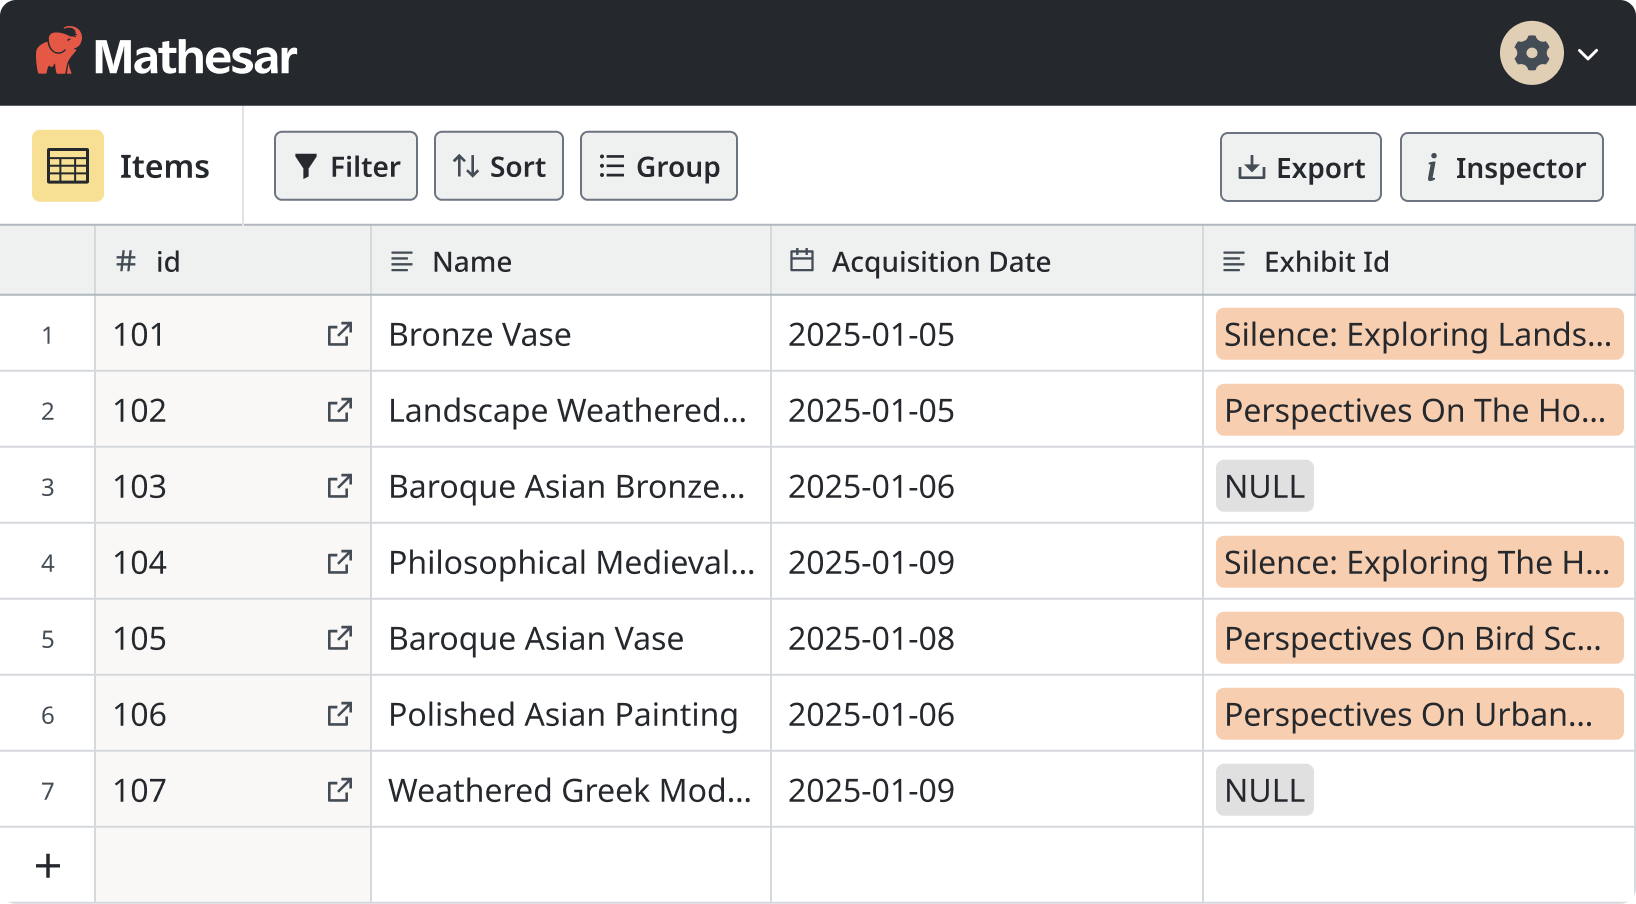 Mathesar
Items Filter Sort Group Export Inspector
# id Name Acquisition Date Exhibit Id
1 101 Bronze Vase 2025-01-05 Silence: Exploring Lands...
2 102 Landscape Weathered... 2025-01-05 Perspectives On The Ho...
3 103 Baroque Asian Bronze... 2025-01-06 NULL
4 104 Philosophical Medieval... 2025-01-09 Silence: Exploring The H...
5 105 Baroque Asian Vase 2025-01-08 Perspectives On Bird Sc...
6 106 Polished Asian Painting 2025-01-06 Perspectives On Urban...
7 107 Weathered Greek Mod... 2025-01-09 NULL
+